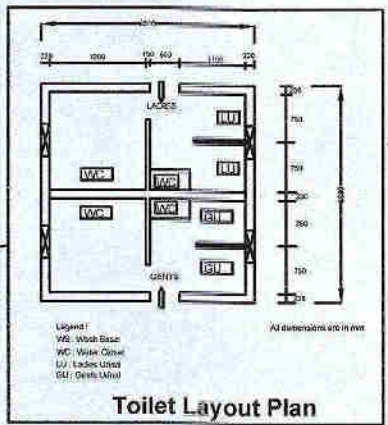 LADIES
LU
LU
WC
WC
WC
WC
GU
GU
GENTS
750
750
750
Legend :
WB : Wash Basin
WC : Water Closet
LU : Ladies Urinal
GU : Gents Urinal
All dimensions are in mm
Toilet Layout Plan